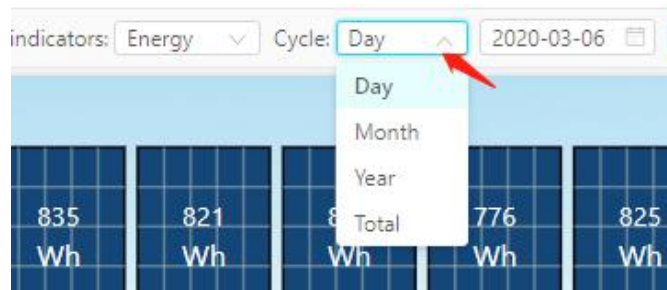 indicators: Energy Cycle: Day 2020-03-06
Day
Month
Year
Total
835 821 776 825
Wh Wh Wh Wh Wh